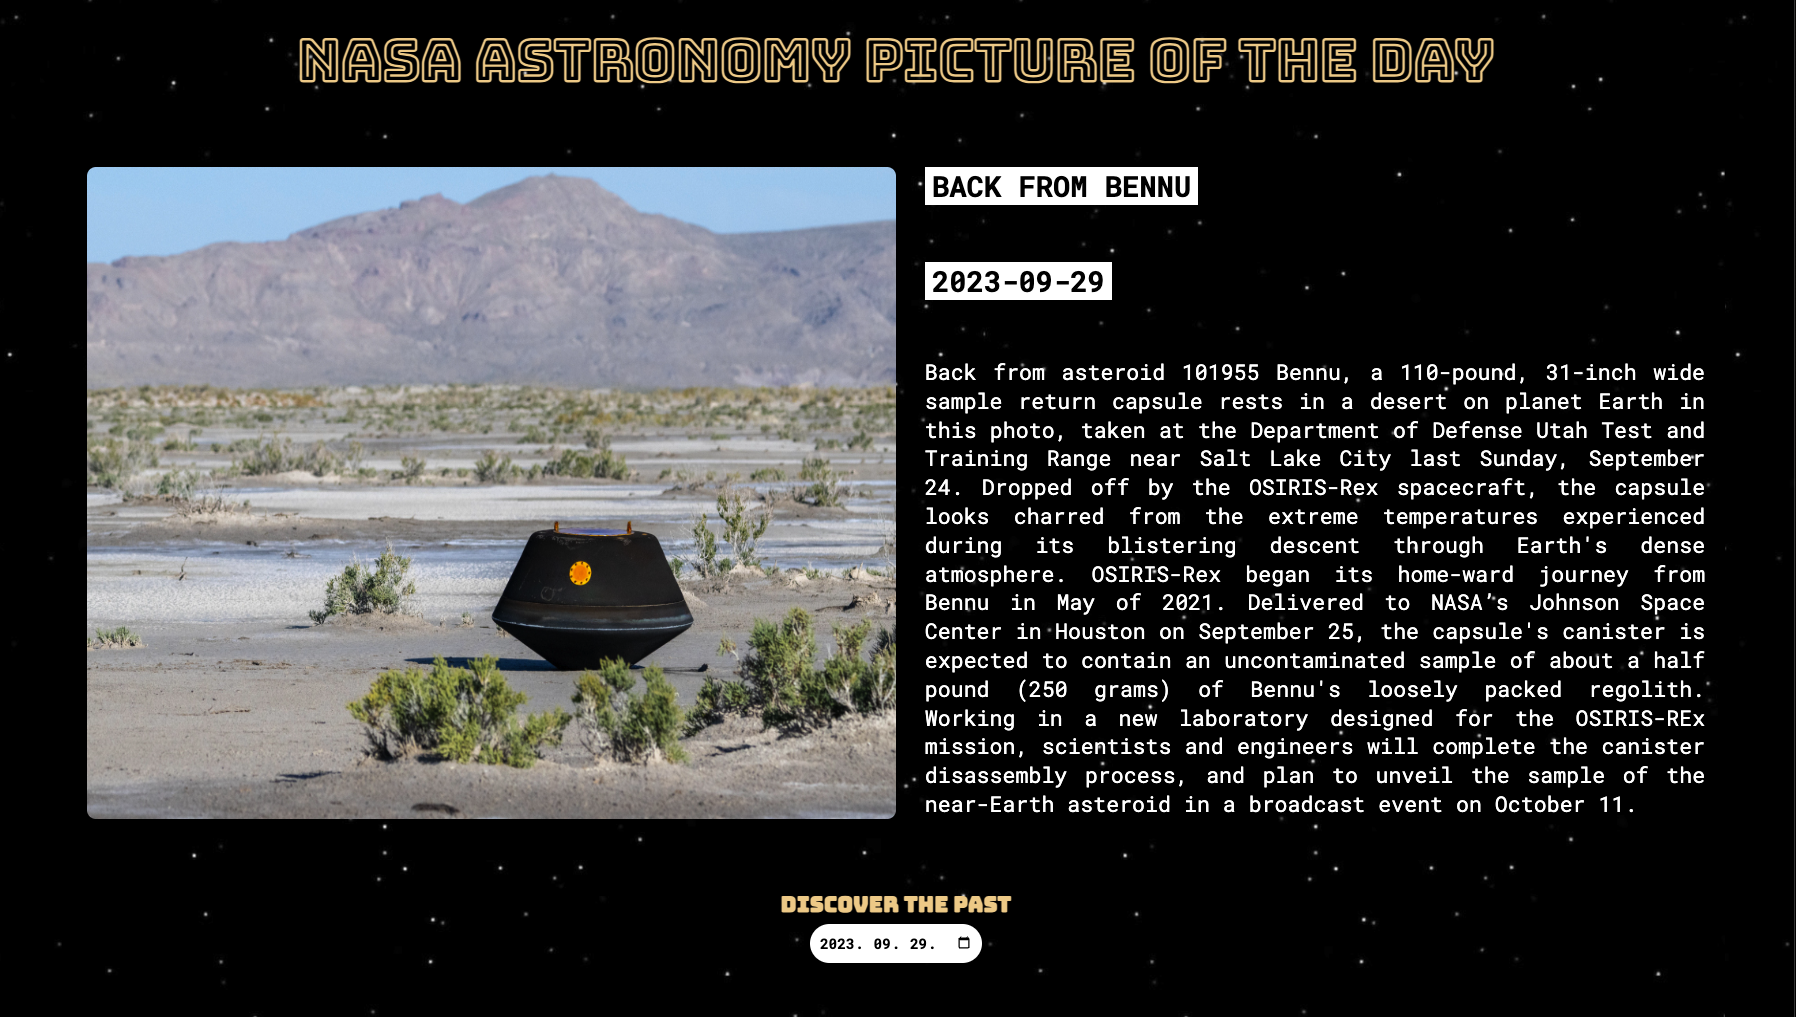 NASA ASTRONOMY PICTURE OF THE DAY
BACK FROM BENNU
2023-09-29
Back from asteroid 101955 Bennu, a 110-pound, 31-inch wide
sample return capsule rests in a desert on planet Earth in
this photo, taken at the Department of Defense Utah Test and
Training Range near Salt Lake City last Sunday, September
24. Dropped off by the OSIRIS-Rex spacecraft, the capsule
looks charred from the extreme temperatures experienced
during its blistering descent through Earth's dense
atmosphere. OSIRIS-Rex began its home-ward journey from
Bennu in May of 2021. Delivered to NASA’s Johnson Space
Center in Houston on September 25, the capsule's canister is
expected to contain an uncontaminated sample of about a half
pound (250 grams) of Bennu's loosely packed regolith.
Working in a new laboratory designed for the OSIRIS-REx
mission, scientists and engineers will complete the canister
disassembly process, and plan to unveil the sample of the
near-Earth asteroid in a broadcast event on October 11.
DISCOVER THE PAST
2023. 09. 29.